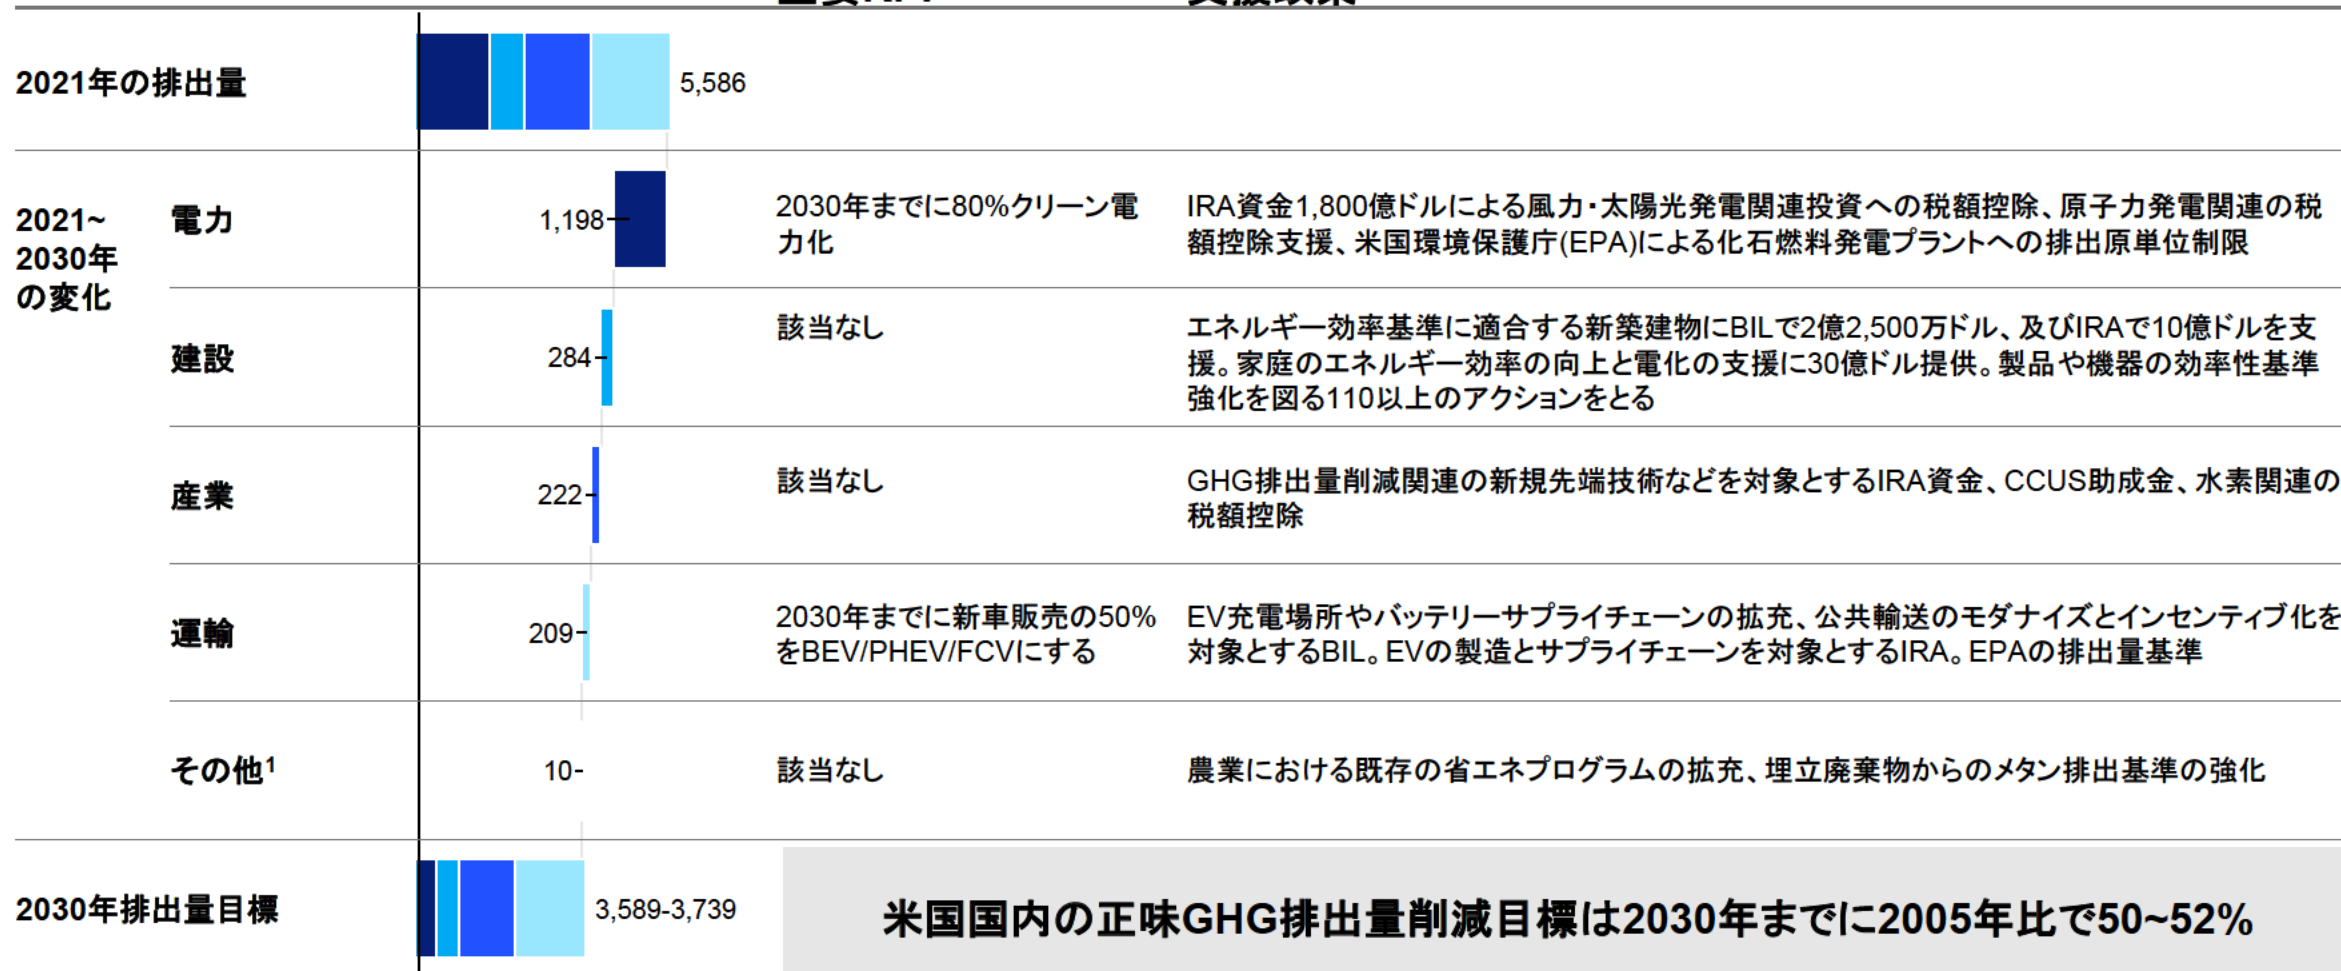 2021年の排出量
5,586
2021~
2030年
の変化
電力
1,198
2030年までに80%クリーン電
力化
IRA資金1,800億ドルによる風力・太陽光発電関連投資への税額控除、原子力発電関連の税
額控除支援、米国環境保護庁(EPA)による化石燃料発電プラントへの排出原単位制限
建設
284
該当なし
エネルギー効率基準に適合する新築建物にBILで2億2,500万ドル、及びIRAで10億ドルを支
援。家庭のエネルギー効率の向上と電化の支援に30億ドル提供。製品や機器の効率性基準
強化を図る110以上のアクションをとる
産業
222
該当なし
GHG排出量削減関連の新規先端技術などを対象とするIRA資金、CCUS助成金、水素関連の
税額控除
運輸
209
2030年までに新車販売の50%
をBEV/PHEV/FCVにする
EV充電場所やバッテリーサプライチェーンの拡充、公共輸送のモダナイズとインセンティブ化を
対象とするBIL。EVの製造とサプライチェーンを対象とするIRA。EPAの排出量基準
その他1
10
該当なし
農業における既存の省エネプログラムの拡充、埋立廃棄物からのメタン排出基準の強化
2030年排出量目標
3,589-3,739
米国国内の正味GHG排出量削減目標は2030年までに2005年比で50~52%